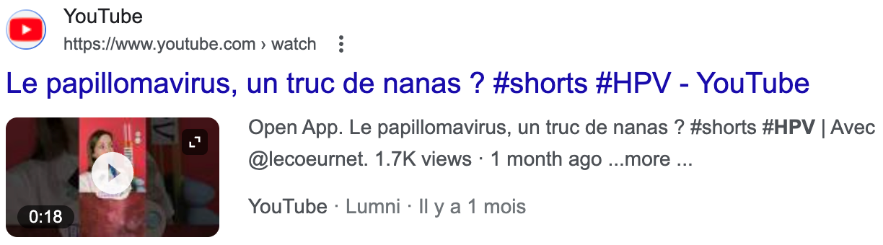 YouTube
https://www.youtube.com › watch
Le papillomavirus, un truc de nanas ? #shorts #HPV - YouTube
Open App. Le papillomavirus, un truc de nanas ? #shorts #HPV | Avec
@lecoeurnet. 1.7K views · 1 month ago ...more ...
0:18
YouTube · Lumni · Il y a 1 mois